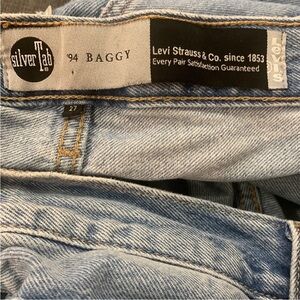 silver Tab
'94 BAGGY
Levi Strauss & Co. since 1853
Every Pair Satisfaction Guaranteed
Levi's
27